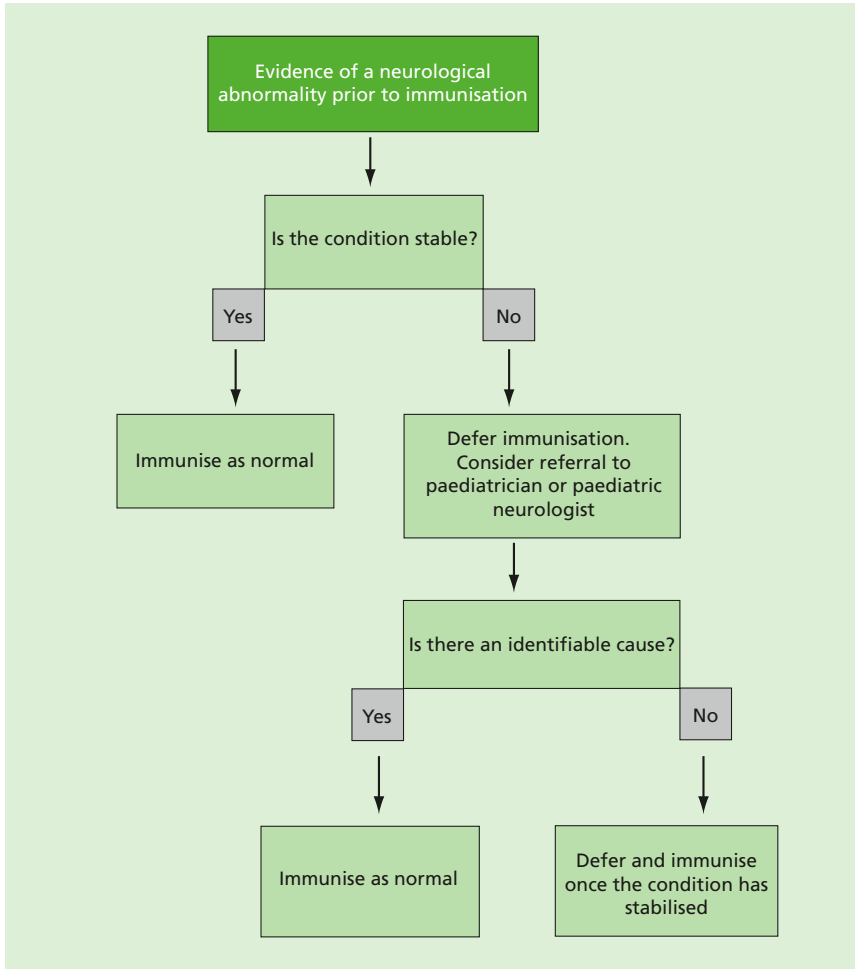 Evidence of a neurological
abnormality prior to immunisation
Is the condition stable?
Yes
No
Immunise as normal
Defer immunisation.
Consider referral to
paediatrician or paediatric
neurologist
Is there an identifiable cause?
Yes
No
Immunise as normal
Defer and immunise
once the condition has
stabilised